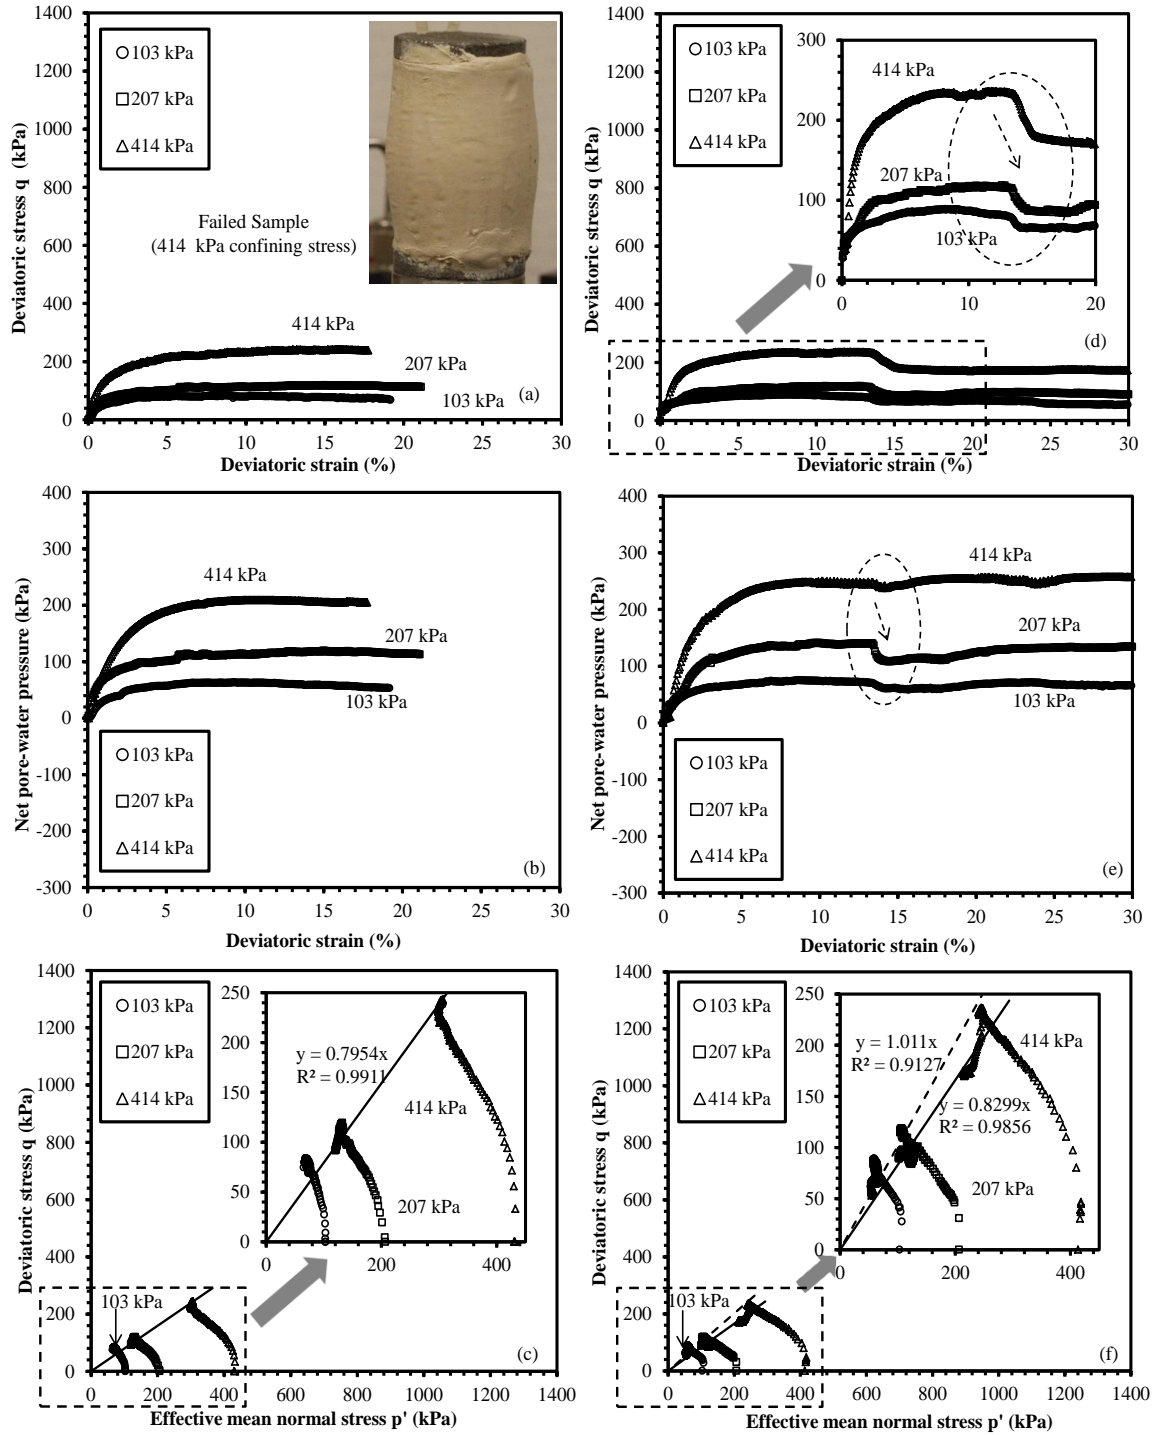 1400
1200
1000
800
600
400
200
0
Deviatoric stress q (kPa)
103 kPa
207 kPa
414 kPa
Failed Sample
(414 kPa confining stress)
414 kPa
207 kPa
103 kPa
(a)
0 5 10 15 20 25 30
Deviatoric strain (%)
1400
1200
1000
800
600
400
200
0
Deviatoric stress q (kPa)
103 kPa
207 kPa
414 kPa
300
200
100
0
414 kPa
207 kPa
103 kPa
0 10 20
(d)
0 5 10 15 20 25 30
Deviatoric strain (%)
400
300
200
100
0
-100
-200
-300
Net pore-water pressure (kPa)
414 kPa
207 kPa
103 kPa
103 kPa
207 kPa
414 kPa
(b)
0 5 10 15 20 25 30
Deviatoric strain (%)
400
300
200
100
0
-100
-200
-300
Net pore-water pressure (kPa)
414 kPa
207 kPa
103 kPa
103 kPa
207 kPa
414 kPa
(e)
0 5 10 15 20 25 30
Deviatoric strain (%)
1400
1200
1000
800
600
400
200
0
Deviatoric stress q (kPa)
103 kPa
207 kPa
414 kPa
250
200
150
100
50
0
y = 0.7954x
R² = 0.9911
414 kPa
207 kPa
0 200 400
103 kPa
(c)
0 200 400 600 800 1000 1200 1400
Effective mean normal stress p' (kPa)
1400
1200
1000
800
600
400
200
0
Deviatoric stress q (kPa)
103 kPa
207 kPa
414 kPa
250
200
150
100
50
0
y = 1.011x
R² = 0.9127
414 kPa
y = 0.8299x
R² = 0.9856
207 kPa
0 200 400
103 kPa
(f)
0 200 400 600 800 1000 1200 1400
Effective mean normal stress p' (kPa)